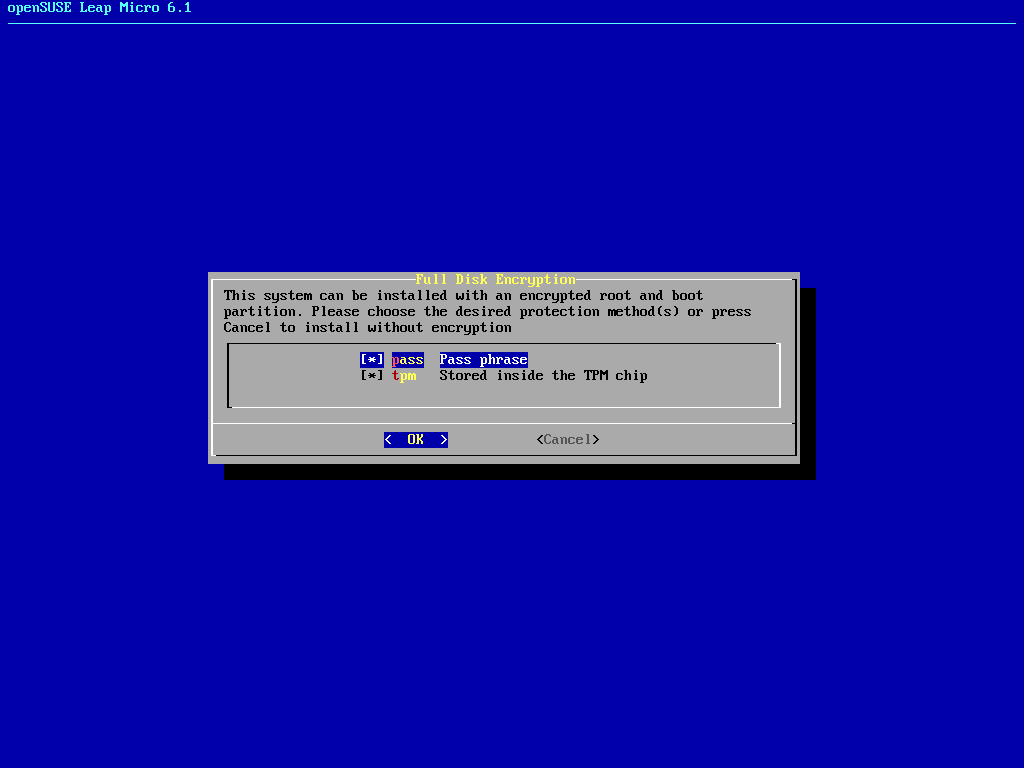 openSUSE Leap Micro 6.1
Full Disk Encryption
This system can be installed with an encrypted root and boot
partition. Please choose the desired protection method(s) or press
Cancel to install without encryption
[*] pass  Pass phrase
[*] tpm   Stored inside the TPM chip
<  OK  > <Cancel>